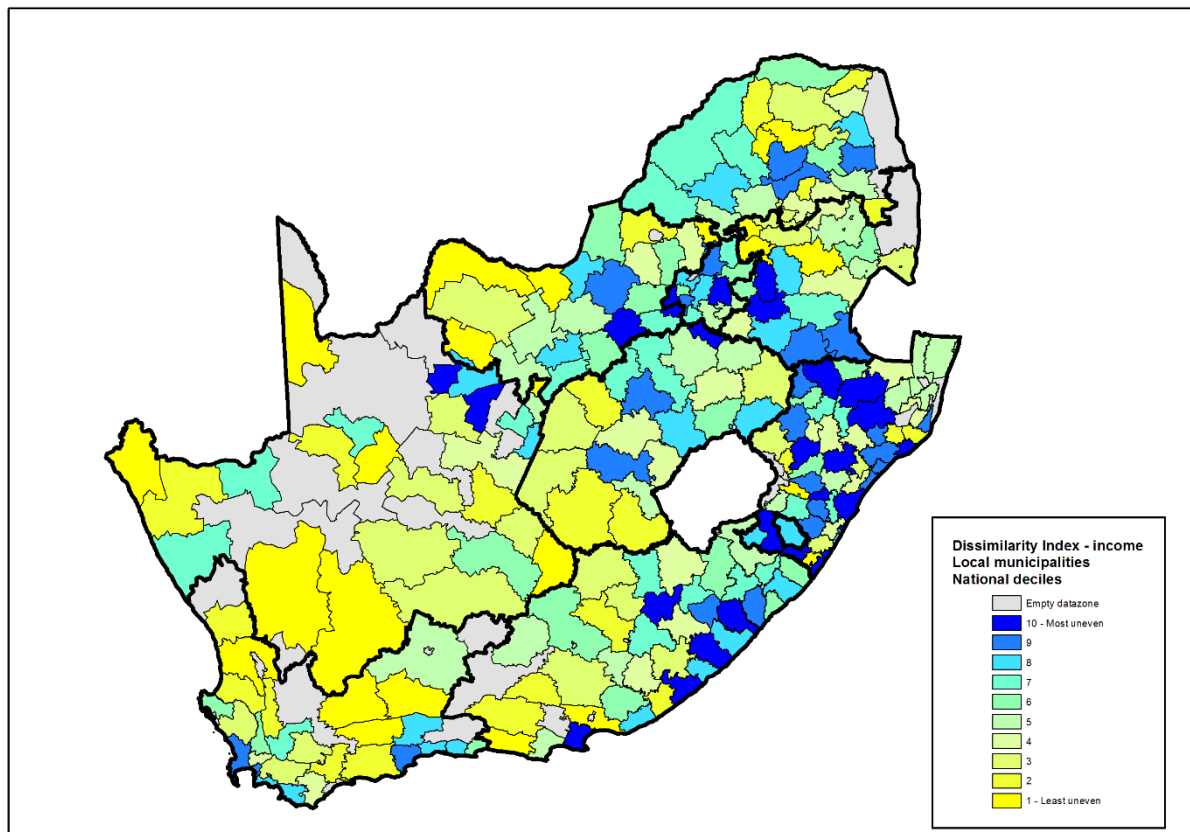 Dissimilarity Index - income
Local municipalities
National deciles
Empty datazone
10 - Most uneven
9
8
7
6
5
4
3
2
1 - Least uneven